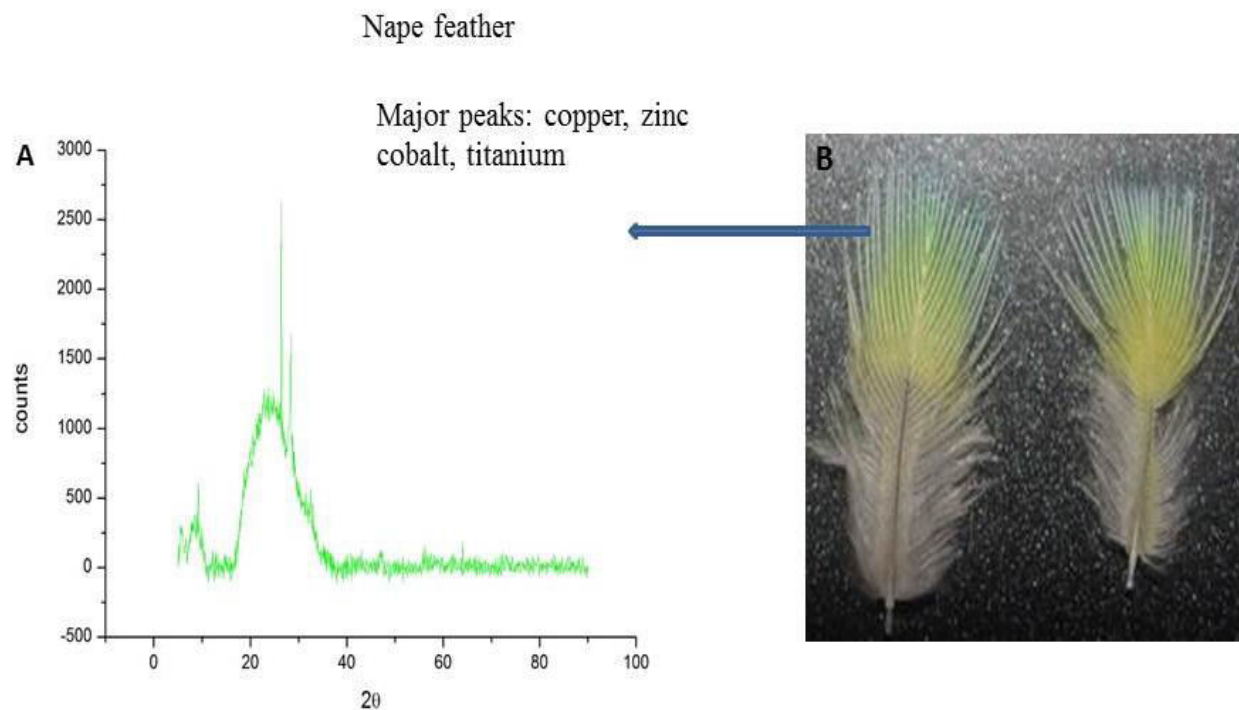 Nape feather
Major peaks: copper, zinc
cobalt, titanium
A
3000
2500
2000
1500
1000
500
0
-500
counts
0
20
40
60
80
100
2θ
B